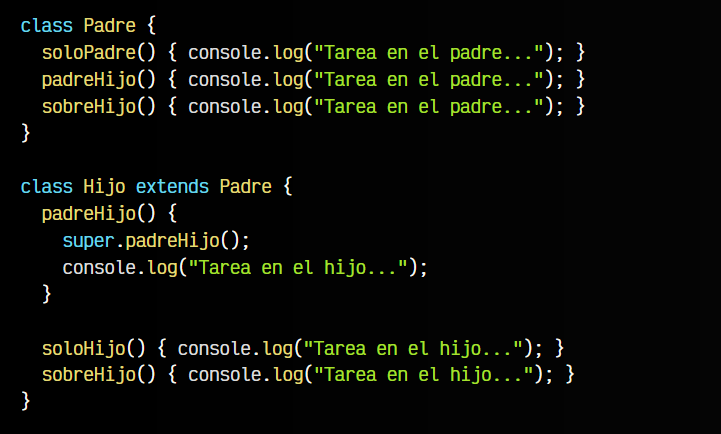 class Padre {
  soloPadre() { console.log("Tarea en el padre..."); }
  padreHijo() { console.log("Tarea en el padre..."); }
  sobreHijo() { console.log("Tarea en el padre..."); }
}

class Hijo extends Padre {
  padreHijo() {
    super.padreHijo();
    console.log("Tarea en el hijo...");
  }

  soloHijo() { console.log("Tarea en el hijo..."); }
  sobreHijo() { console.log("Tarea en el hijo..."); }
}